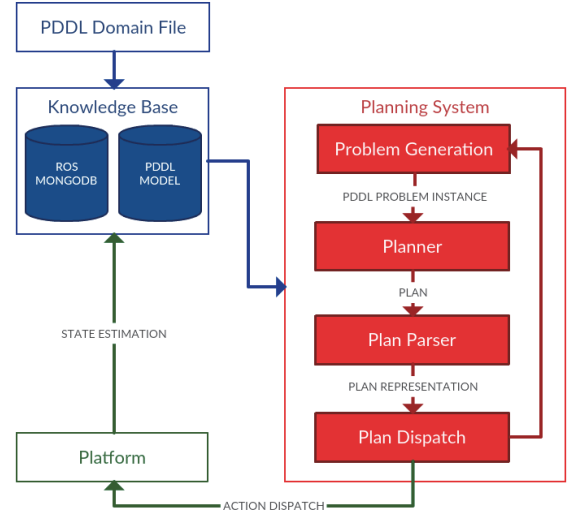 PDDL Domain File
Knowledge Base
ROS
MONGODB
PDDL
MODEL
Planning System
Problem Generation
PDDL PROBLEM INSTANCE
Planner
PLAN
Plan Parser
PLAN REPRESENTATION
Plan Dispatch
STATE ESTIMATION
Platform
ACTION DISPATCH